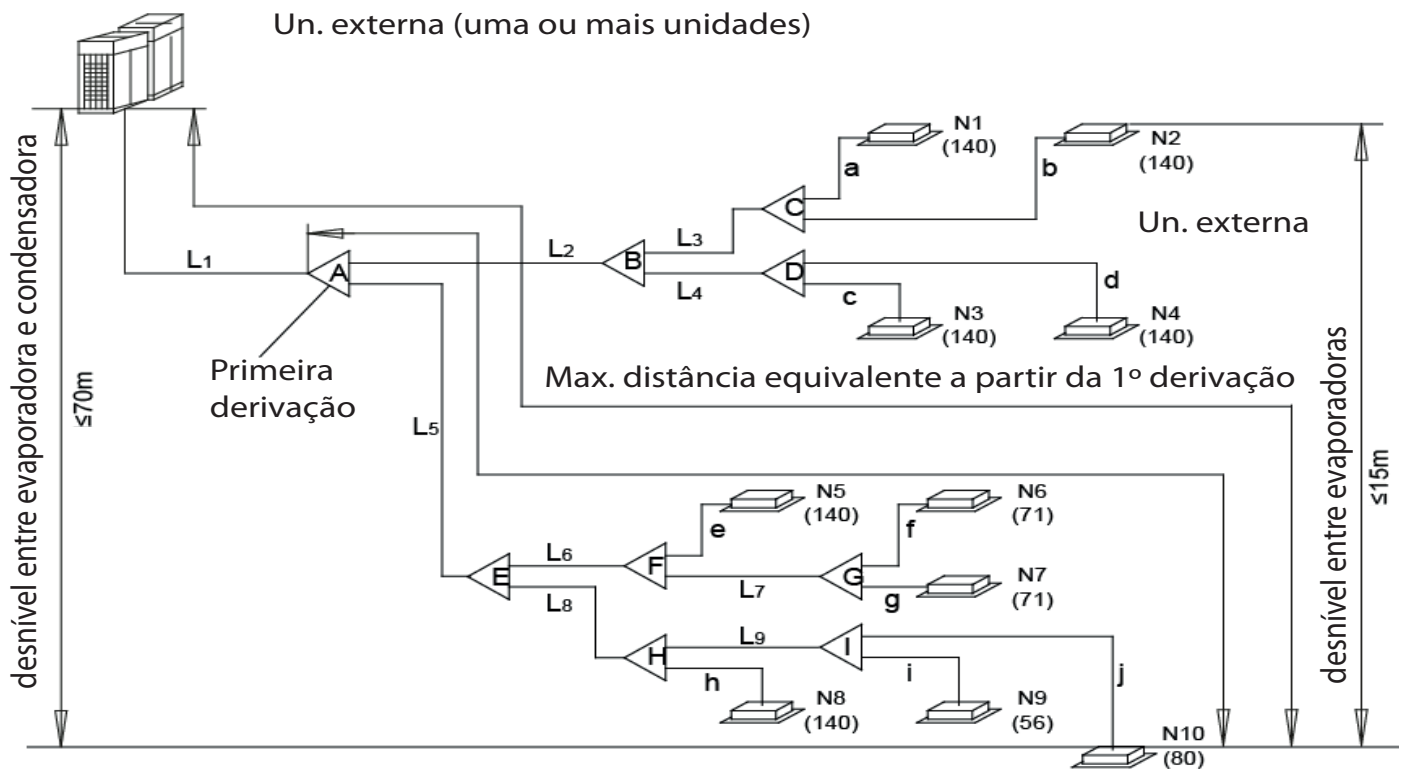 Un. externa (uma ou mais unidades)
desnível entre evaporadora e condensadora
≤70m
N1
(140)
N2
(140)
a
b
C
Un. externa
L1
A
L2
B
L3
L4
D
d
c
N3
(140)
N4
(140)
Primeira
derivação
Max. distância equivalente a partir da 1º derivação
desnível entre evaporadoras
≤15m
L5
N5
(140)
N6
(71)
e
f
E
L6
F
L7
G
g
N7
(71)
L8
H
L9
I
h
i
j
N8
(140)
N9
(56)
N10
(80)